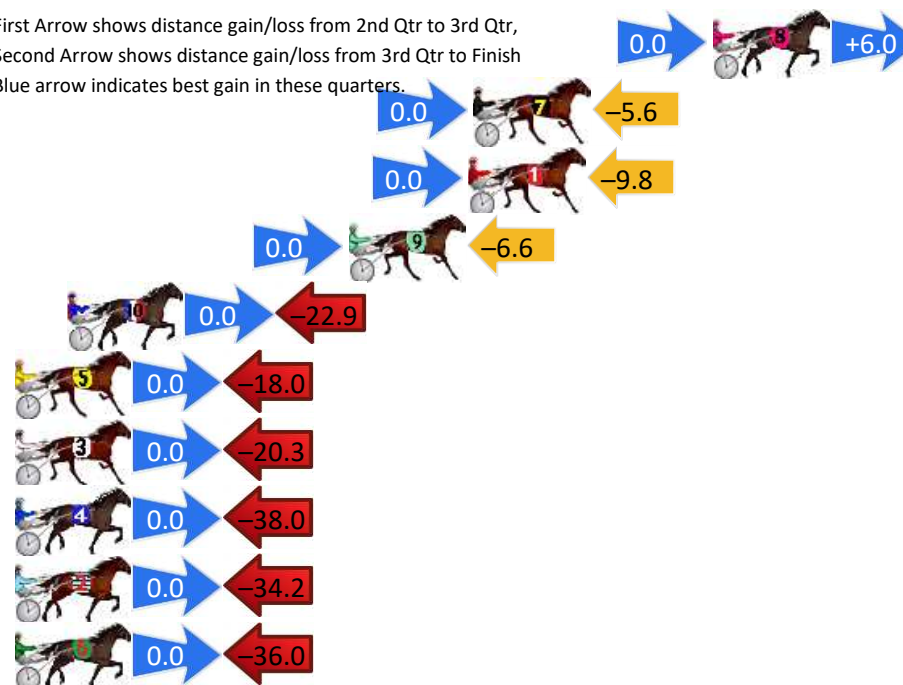 First Arrow shows distance gain/loss from 2nd Qtr to 3rd Qtr,
Second Arrow shows distance gain/loss from 3rd Qtr to Finish
Blue arrow indicates best gain in these quarters.
0.0 8 +6.0
0.0 7 –5.6
0.0 1 –9.8
0.0 9 –6.6
10 0.0 –22.9
5 0.0 –18.0
3 0.0 –20.3
4 0.0 –38.0
2 0.0 –34.2
6 0.0 –36.0